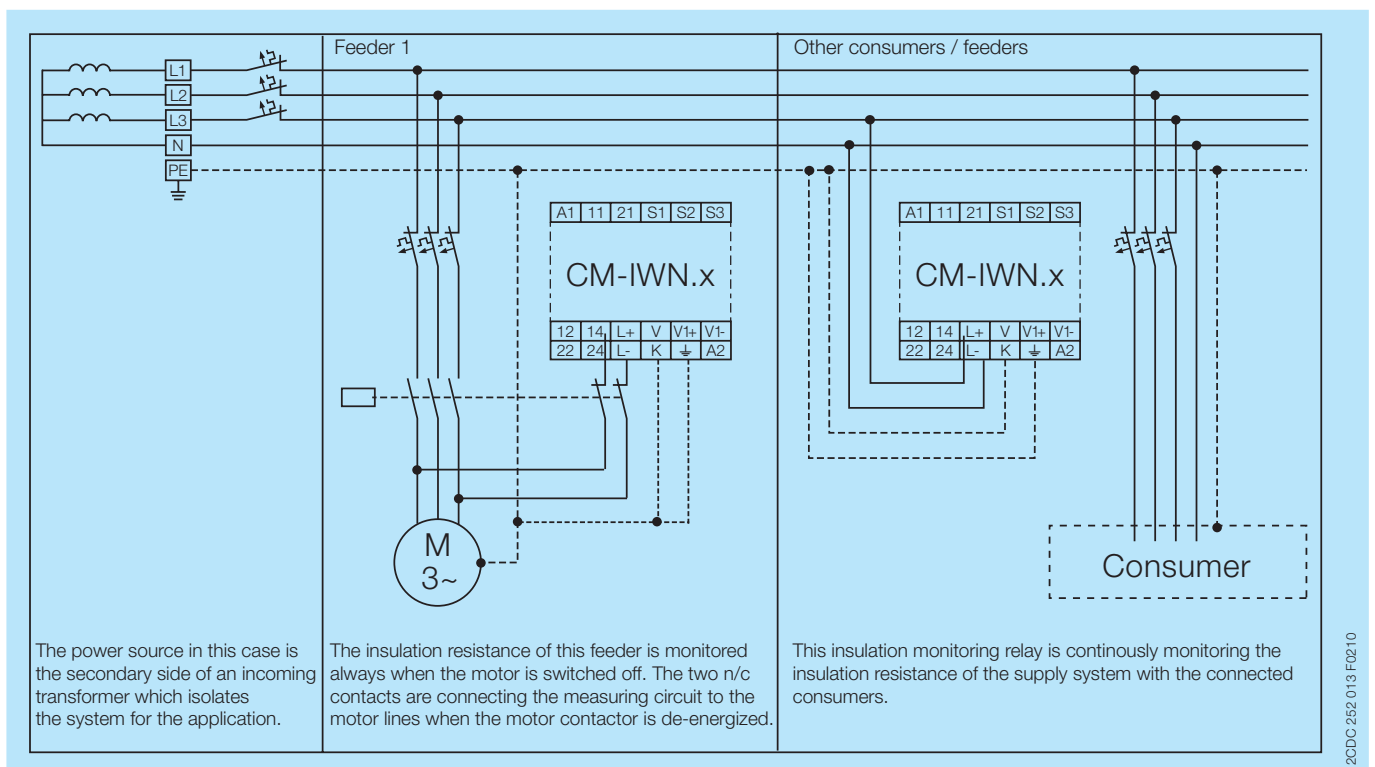 Feeder 1
Other consumers / feeders
L1
L2
L3
N
PE
A1 11 21 S1 S2 S3
CM-IWN.x
12 14 L+ V V1+ V1-
22 24 L- K A2
A1 11 21 S1 S2 S3
CM-IWN.x
12 14 L+ V V1+ V1-
22 24 L- K A2
M
3~
Consumer
The power source in this case is
the secondary side of an incoming
transformer which isolates
the system for the application.
The insulation resistance of this feeder is monitored
always when the motor is switched off. The two n/c
contacts are connecting the measuring circuit to the
motor lines when the motor contactor is de-energized.
This insulation monitoring relay is continously monitoring the
insulation resistance of the supply system with the connected
consumers.
2CDC 252 013 F0210